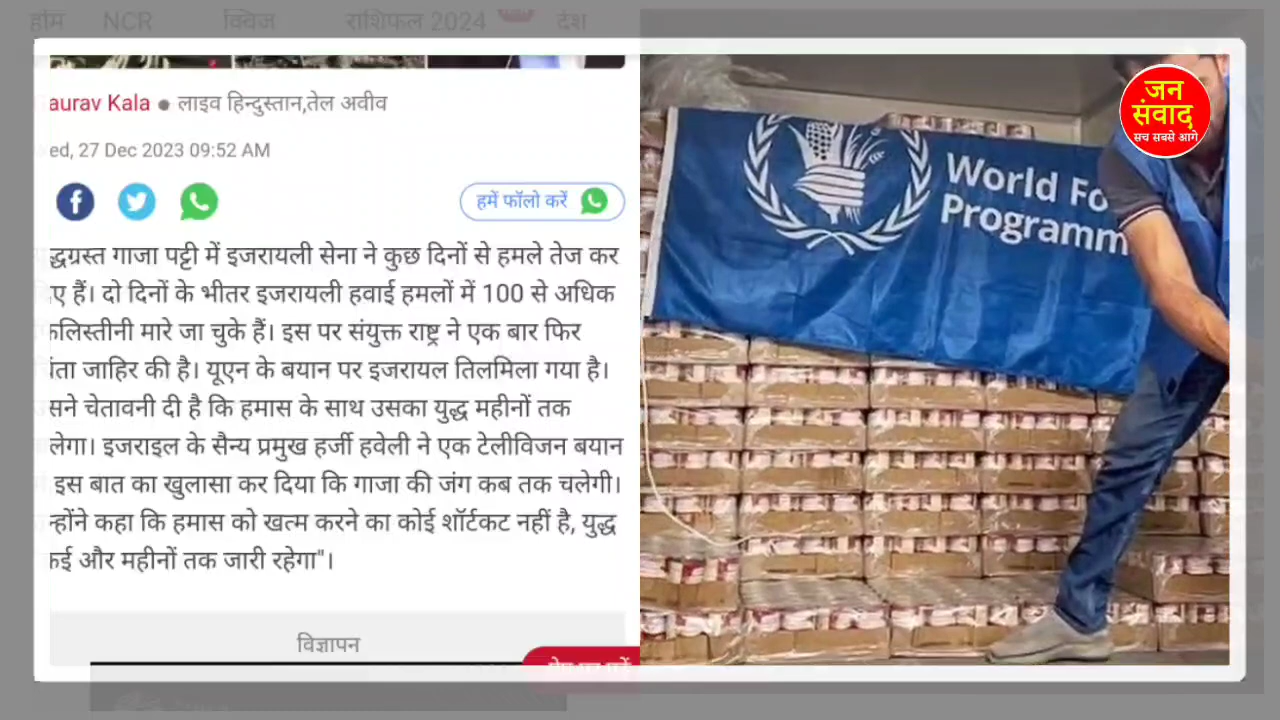 होम NCR क्विज राशिफल 2024 देश
aurav Kala ● लाइव हिन्दुस्तान,तेल अवीव
ed, 27 Dec 2023 09:52 AM
हमें फॉलो करें
द्धग्रस्त गाजा पट्टी में इजरायली सेना ने कुछ दिनों से हमले तेज कर
ए हैं। दो दिनों के भीतर इजरायली हवाई हमलों में 100 से अधिक
लिस्तीनी मारे जा चुके हैं। इस पर संयुक्त राष्ट्र ने एक बार फिर
ंता जाहिर की है। यूएन के बयान पर इजरायल तिलमिला गया है।
सने चेतावनी दी है कि हमास के साथ उसका युद्ध महीनों तक
लेगा। इजराइल के सैन्य प्रमुख हर्जी हवेली ने एक टेलीविजन बयान
इस बात का खुलासा कर दिया कि गाजा की जंग कब तक चलेगी।
न्होंने कहा कि हमास को खत्म करने का कोई शॉर्टकट नहीं है, युद्ध
कई और महीनों तक जारी रहेगा"।
विज्ञापन
जन
संवाद
सच सबसे आगे
World Fo
Programm